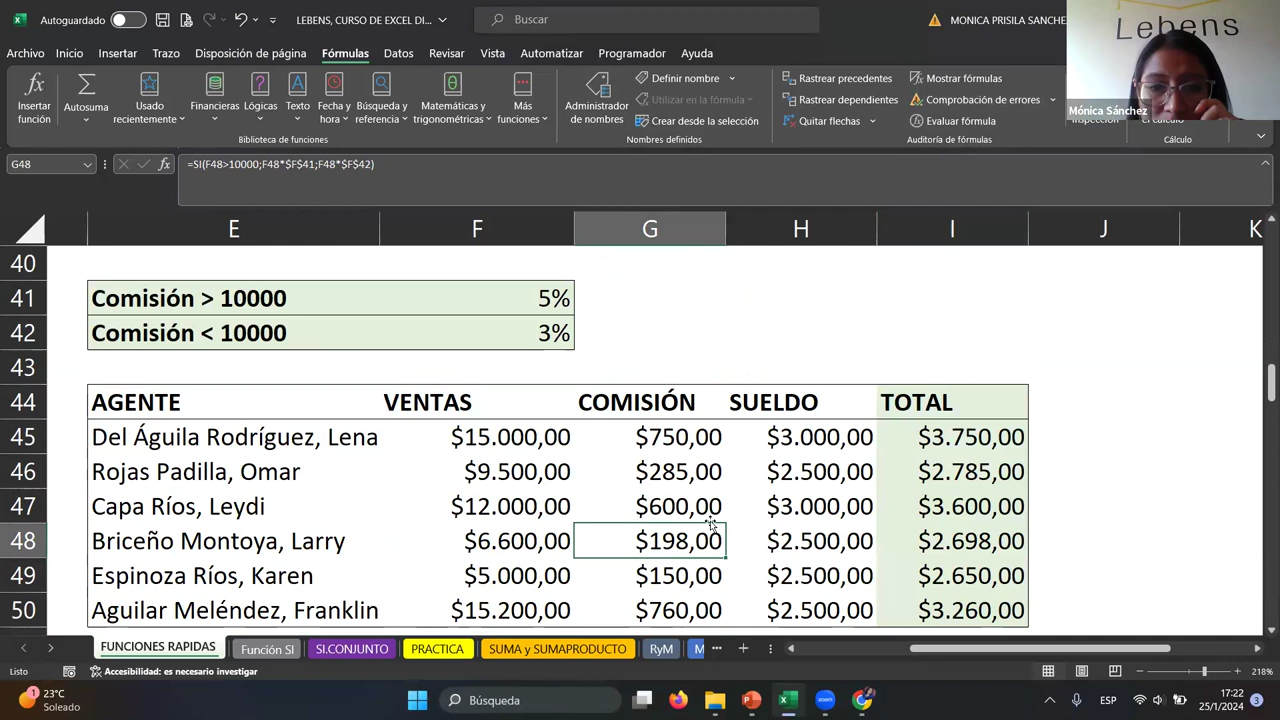 Autoguardado
LEBENS, CURSO DE EXCEL DI...
Buscar
MONICA PRISILA SANCHE
Lebens
Archivo Inicio Insertar Trazo Disposición de página Fórmulas Datos Revisar Vista Automatizar Programador Ayuda
Insertar función
Autosuma
Usado recientemente
Financieras
Lógicas
Texto
Fecha y hora
Búsqueda y referencia
Matemáticas y trigonométricas
Más funciones
Biblioteca de funciones
Administrador de nombres
Definir nombre
Utilizar en la fórmula
Crear desde la selección
Nombres definidos
Rastrear precedentes
Rastrear dependientes
Quitar flechas
Mostrar fórmulas
Comprobación de errores
Evaluar fórmula
Auditoría de fórmulas
Mónica Sánchez
Cálculo
G48
fx
=SI(F48>10000;F48*$F$41;F48*$F$42)
E F G H I J K
40
41 Comisión > 10000 5%
42 Comisión < 10000 3%
43
44 AGENTE VENTAS COMISIÓN SUELDO TOTAL
45 Del Águila Rodríguez, Lena $15.000,00 $750,00 $3.000,00 $3.750,00
46 Rojas Padilla, Omar $9.500,00 $285,00 $2.500,00 $2.785,00
47 Capa Ríos, Leydi $12.000,00 $600,00 $3.000,00 $3.600,00
48 Briceño Montoya, Larry $6.600,00 $198,00 $2.500,00 $2.698,00
49 Espinoza Ríos, Karen $5.000,00 $150,00 $2.500,00 $2.650,00
50 Aguilar Meléndez, Franklin $15.200,00 $760,00 $2.500,00 $3.260,00
FUNCIONES RAPIDAS Función SI SI.CONJUNTO PRACTICA SUMA y SUMAPRODUCTO RyM M ...
Listo
Accesibilidad: es necesario investigar
218%
1
23°C
Soleado
Búsqueda
zoom
ESP
17:22
25/1/2024
3